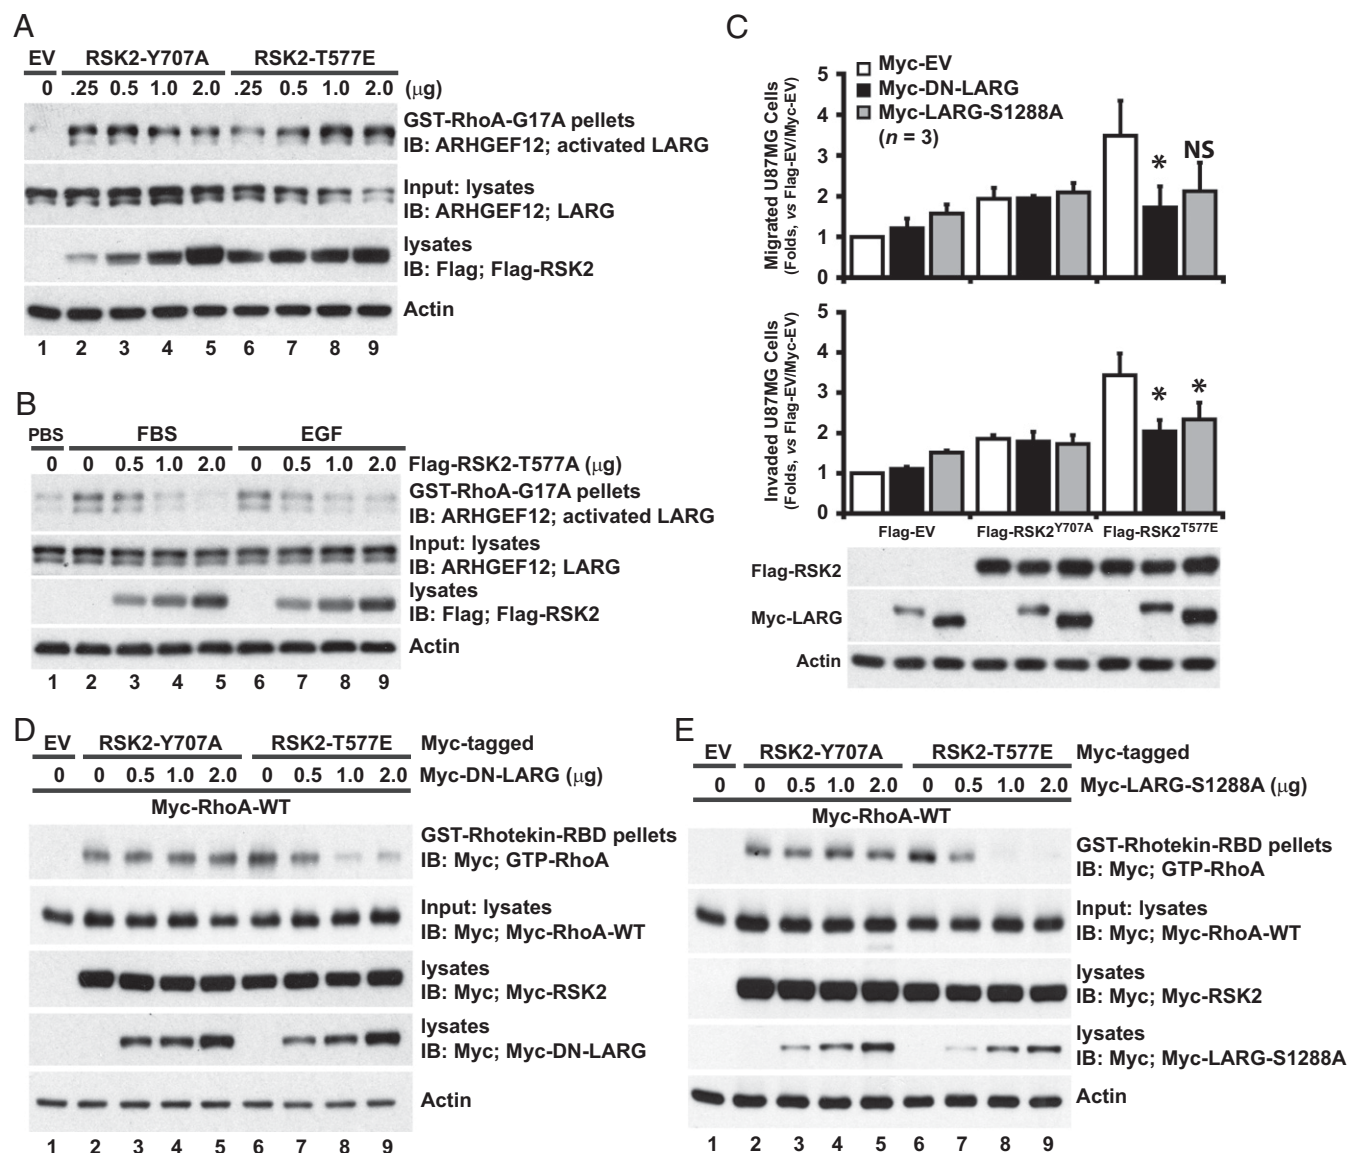 A
EV RSK2-Y707A RSK2-T577E
0 .25 0.5 1.0 2.0 .25 0.5 1.0 2.0 (μg)
GST-RhoA-G17A pellets
IB: ARHGEF12; activated LARG
Input: lysates
IB: ARHGEF12; LARG
lysates
IB: Flag; Flag-RSK2
Actin
1 2 3 4 5 6 7 8 9
B
PBS FBS EGF
0 0 0.5 1.0 2.0 0 0.5 1.0 2.0 Flag-RSK2-T577A (μg)
GST-RhoA-G17A pellets
IB: ARHGEF12; activated LARG
Input: lysates
IB: ARHGEF12; LARG
lysates
IB: Flag; Flag-RSK2
Actin
1 2 3 4 5 6 7 8 9
C
Myc-EV
Myc-DN-LARG
Myc-LARG-S1288A
(n = 3)
Migrated U87MG Cells
(Folds, vs Flag-EV/Myc-EV)
5
4
3
2
1
0
* NS
Invaded U87MG Cells
(Folds, vs Flag-EV/Myc-EV)
5
4
3
2
1
0
* *
Flag-EV Flag-RSK2Y707A Flag-RSK2T577E
Flag-RSK2
Myc-LARG
Actin
D
EV RSK2-Y707A RSK2-T577E Myc-tagged
0 0 0.5 1.0 2.0 0 0.5 1.0 2.0 Myc-DN-LARG (μg)
Myc-RhoA-WT
GST-Rhotekin-RBD pellets
IB: Myc; GTP-RhoA
Input: lysates
IB: Myc; Myc-RhoA-WT
lysates
IB: Myc; Myc-RSK2
lysates
IB: Myc; Myc-DN-LARG
Actin
1 2 3 4 5 6 7 8 9
E
EV RSK2-Y707A RSK2-T577E Myc-tagged
0 0 0.5 1.0 2.0 0 0.5 1.0 2.0 Myc-LARG-S1288A (μg)
Myc-RhoA-WT
GST-Rhotekin-RBD pellets
IB: Myc; GTP-RhoA
Input: lysates
IB: Myc; Myc-RhoA-WT
lysates
IB: Myc; Myc-RSK2
lysates
IB: Myc; Myc-LARG-S1288A
Actin
1 2 3 4 5 6 7 8 9